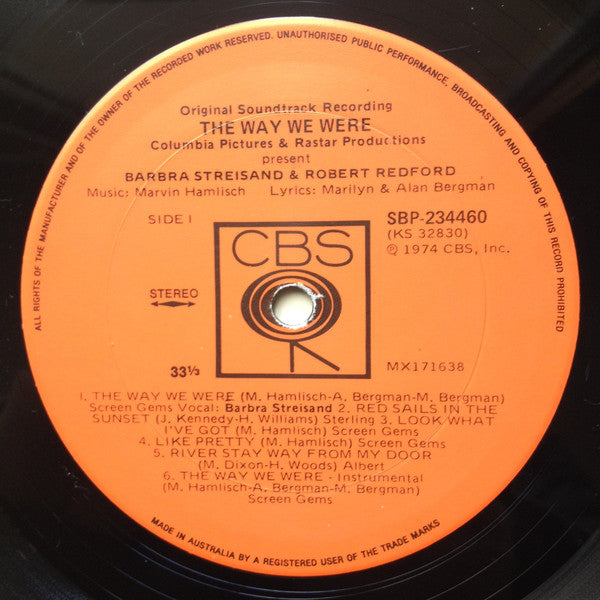 ALL RIGHTS OF THE MANUFACTURER AND OF THE OWNER OF THE RECORDED WORK RESERVED. UNAUTHORISED PUBLIC PERFORMANCE, BROADCASTING AND COPYING OF THIS RECORD PROHIBITED
Original Soundtrack Recording
THE WAY WE WERE
Columbia Pictures & Rastar Productions
present
BARBRA STREISAND & ROBERT REDFORD
Music: Marvin Hamlisch Lyrics: Marilyn & Alan Bergman
SIDE I
SBP-234460
(KS 32830)
℗ 1974 CBS, Inc.
CBS
STEREO
33⅓
MX171638
1. THE WAY WE WERE (M. Hamlisch-A. Bergman-M. Bergman)
Screen Gems Vocal: Barbra Streisand 2. RED SAILS IN THE
SUNSET (J. Kennedy-H. Williams) Sterling 3. LOOK WHAT
I'VE GOT (M. Hamlisch) Screen Gems
4. LIKE PRETTY (M. Hamlisch) Screen Gems
5. RIVER STAY WAY FROM MY DOOR
(M. Dixon-H. Woods) Albert
6. THE WAY WE WERE - Instrumental
(M. Hamlisch-A. Bergman-M. Bergman)
Screen Gems
MADE IN AUSTRALIA BY A REGISTERED USER OF THE TRADE MARKS